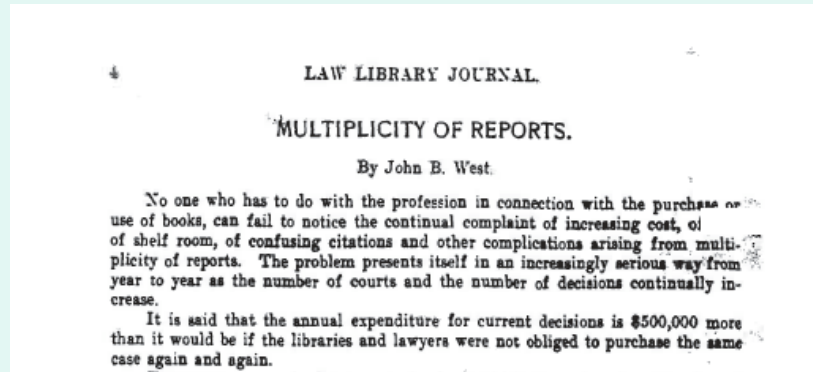 4
LAW LIBRARY JOURNAL.
MULTIPLICITY OF REPORTS.
By John B. West.
No one who has to do with the profession in connection with the purchase or
use of books, can fail to notice the continual complaint of increasing cost,
of shelf room, of confusing citations and other complications arising from multi-
plicity of reports. The problem presents itself in an increasingly serious way from
year to year as the number of courts and the number of decisions continually in-
crease.
It is said that the annual expenditure for current decisions is $500,000 more
than it would be if the libraries and lawyers were not obliged to purchase the same
case again and again.